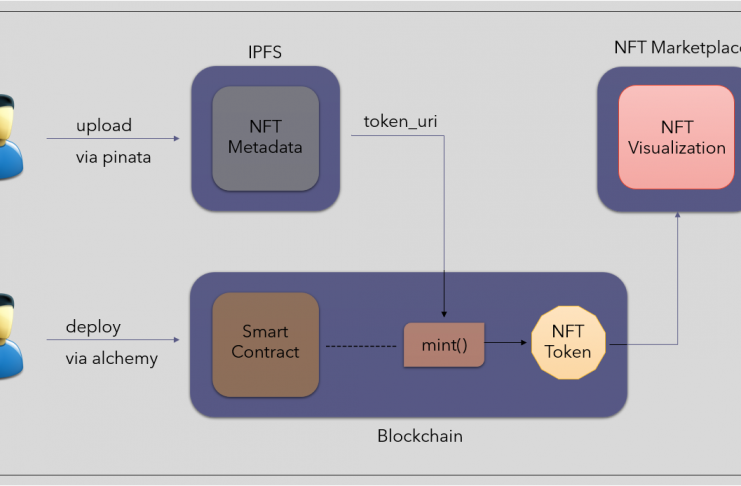 IPFS
NFT Marketplac
upload
via pinata
NFT
Metadata
token_uri
NFT
Visualization
deploy
via alchemy
Smart
Contract
mint()
NFT
Token
Blockchain